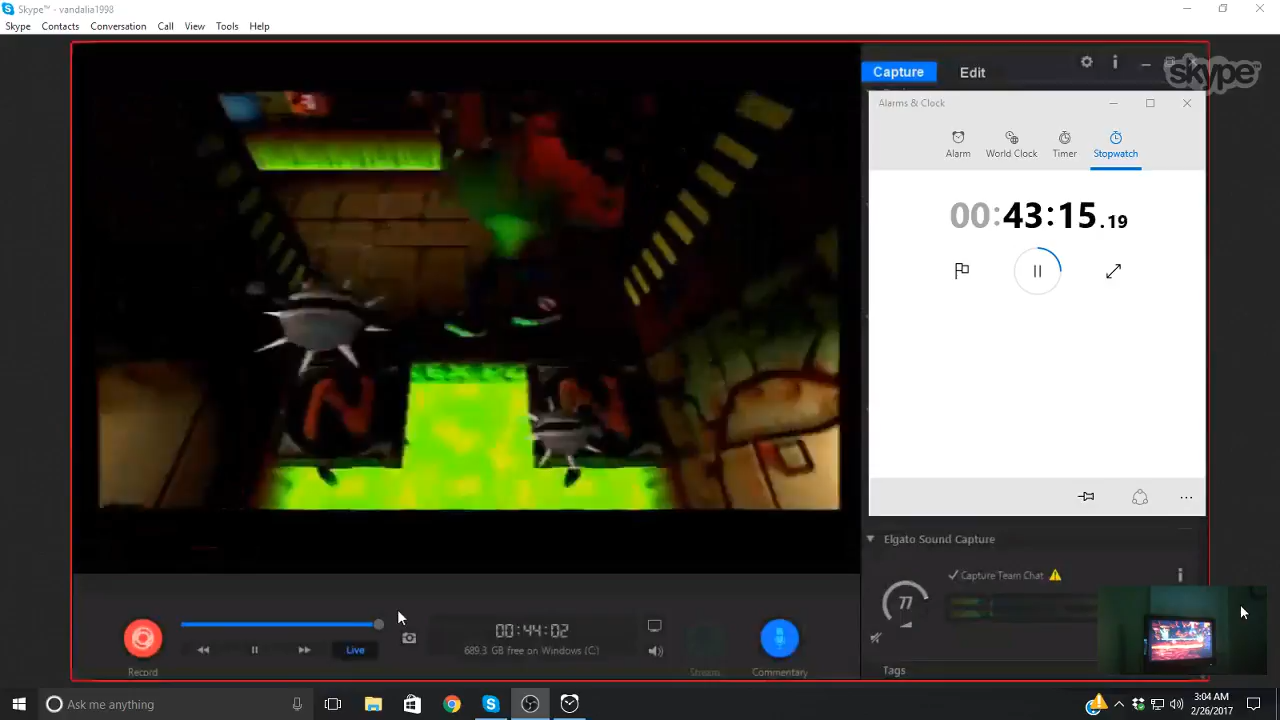 Skype™ - vandalia1998
Skype Contacts Conversation Call View Tools Help
skype
Capture Edit
Alarms & Clock
Alarm World Clock Timer Stopwatch
00:43:15.19
N
N
Elgato Sound Capture
Capture Team Chat
77
00:44:02
689.3 GB free on Windows (C:)
Live
Record
Stream
Commentary
Tags
Ask me anything
3:04 AM
2/26/2017